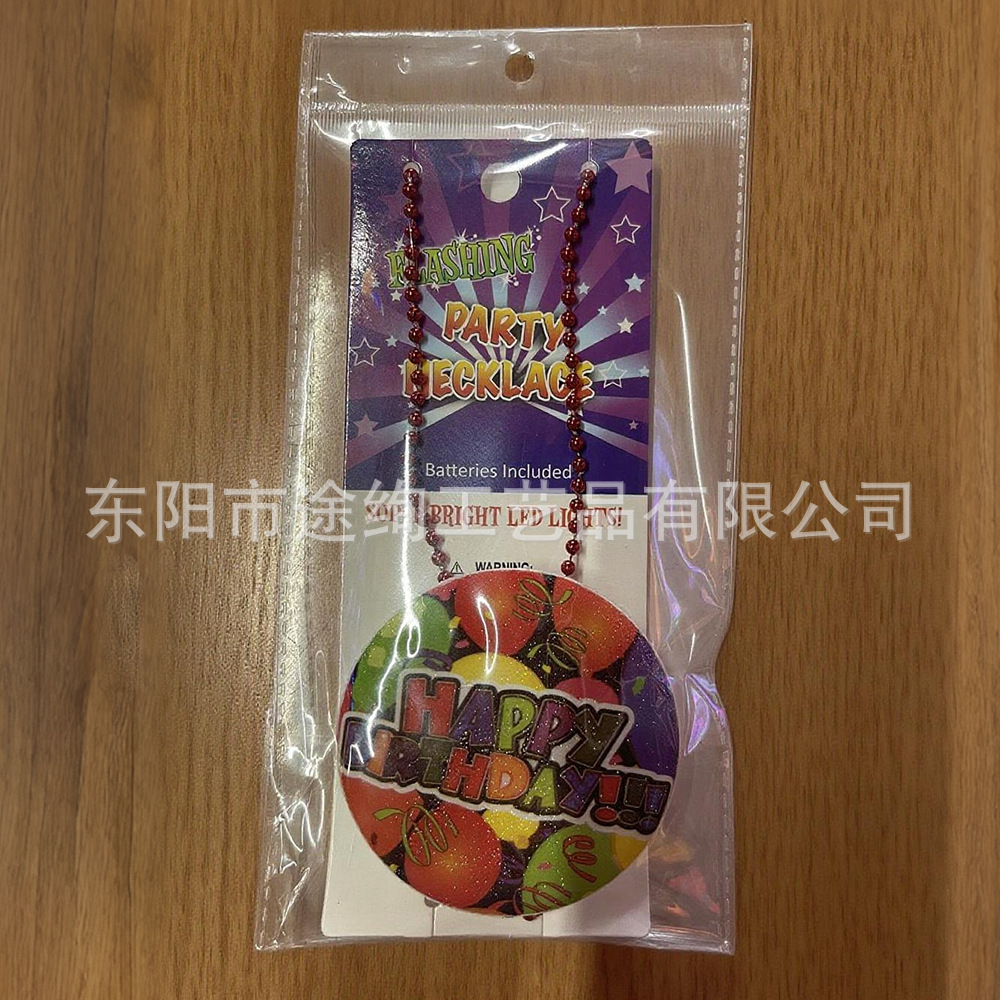 FLASHING
PARTY
NECKLACE
Batteries Included
东阳市途绚工艺品有限公司
BRIGHT LED LIGHTS!
WARNING:
HAPPY
BIRTHDAY!!!